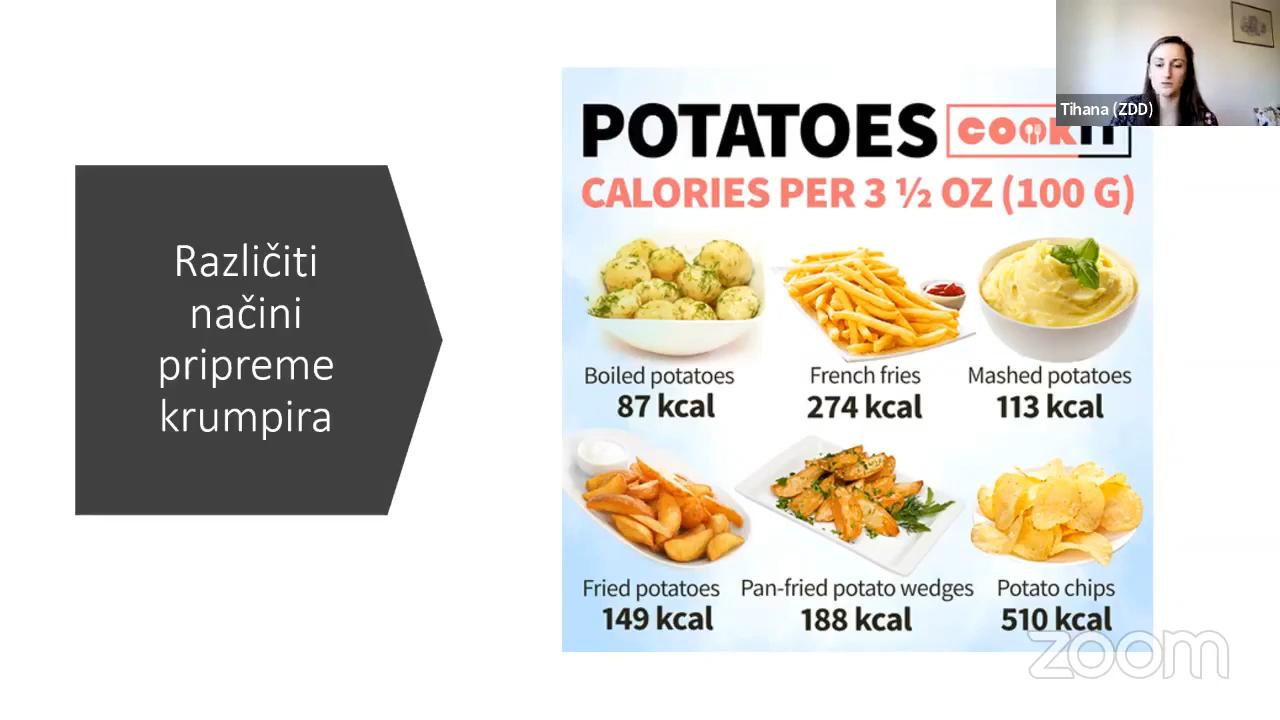 Različiti
načini
pripreme
krumpira
POTATOES
CALORIES PER 3 ½ OZ (100 G)
Tihana (ZDD)
Boiled potatoes
87 kcal
French fries
274 kcal
Mashed potatoes
113 kcal
Fried potatoes
149 kcal
Pan-fried potato wedges
188 kcal
Potato chips
510 kcal
zoom